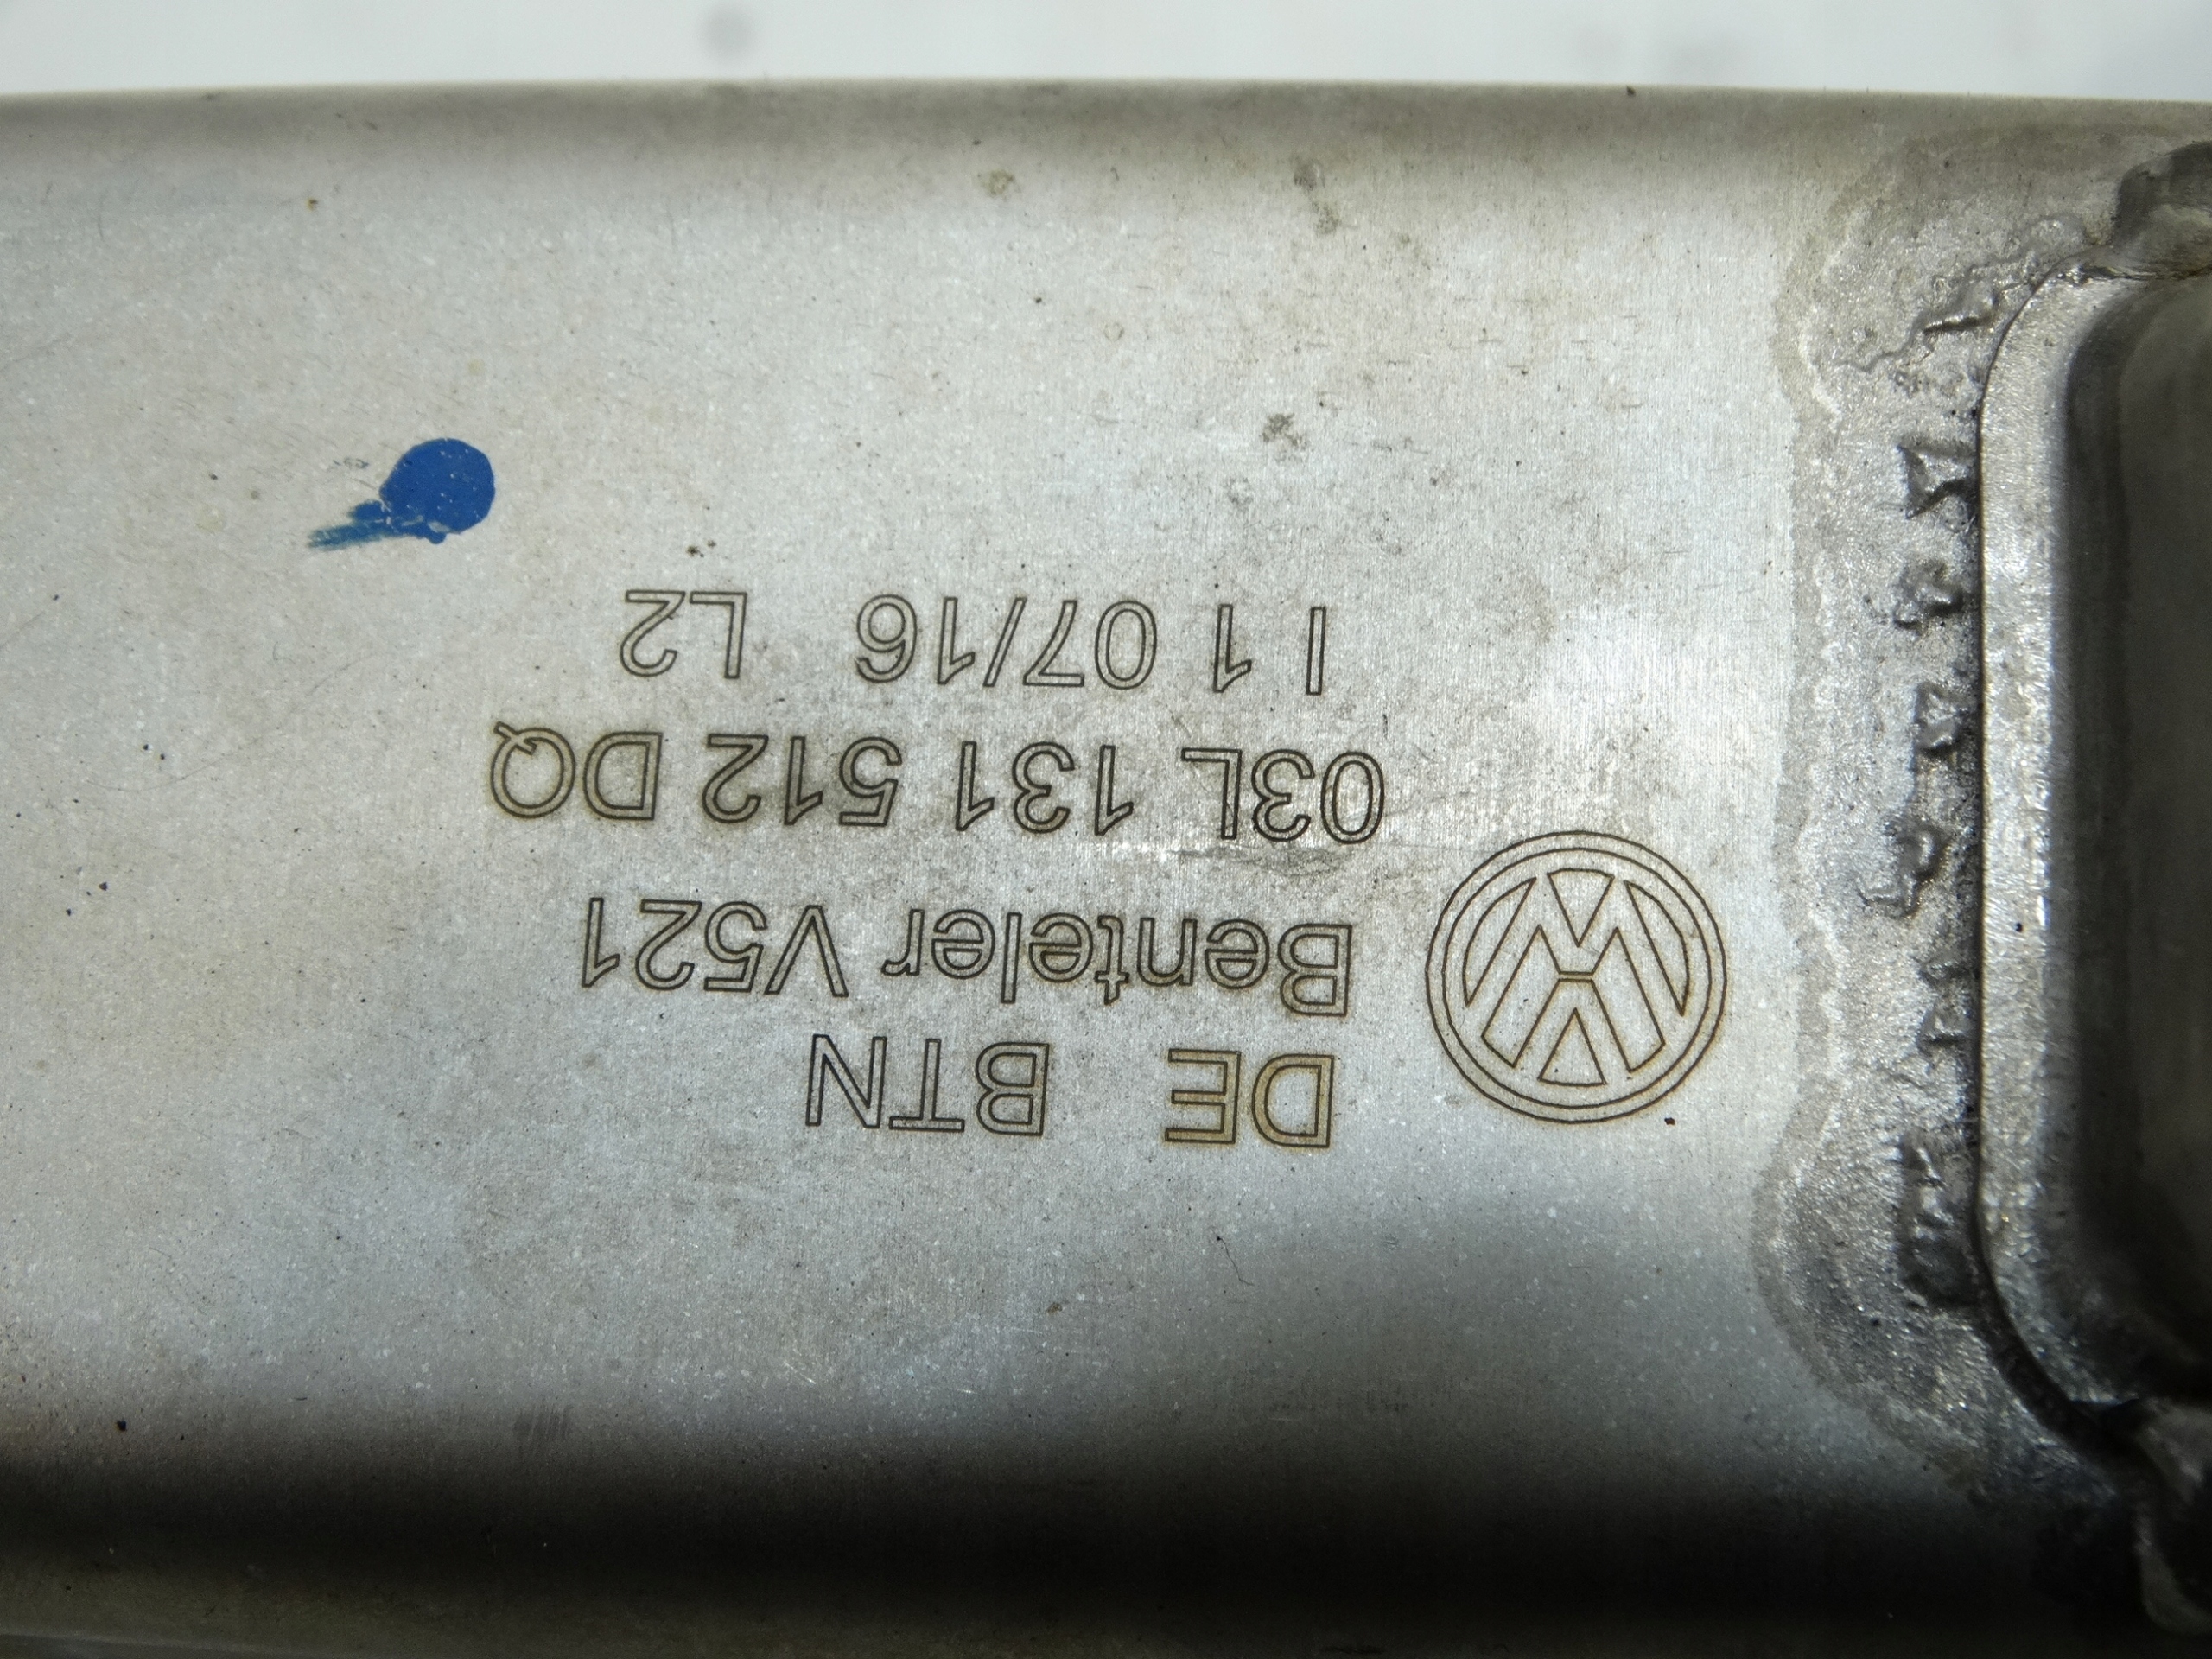 DE BTN
Benteler V521
03L 131 512 DQ
I 1 07/16 L2